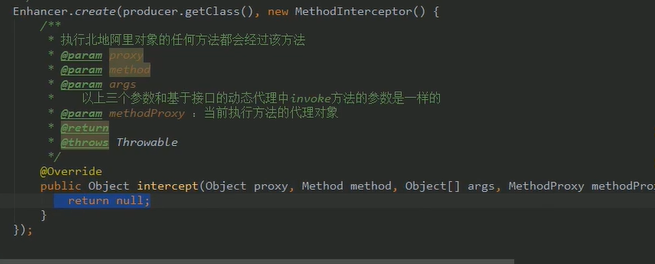 Enhancer.create(producer.getClass(), new MethodInterceptor() {
/**
* 执行北地阿里对象的任何方法都会经过该方法
* @param proxy
* @param method
* @param args
* 以上三个参数和基于接口的动态代理中invoke方法的参数是一样的
* @param methodProxy :当前执行方法的代理对象
* @return
* @throws Throwable
*/
@Override
public Object intercept(Object proxy, Method method, Object[] args, MethodProxy methodPro
return null;
}
});